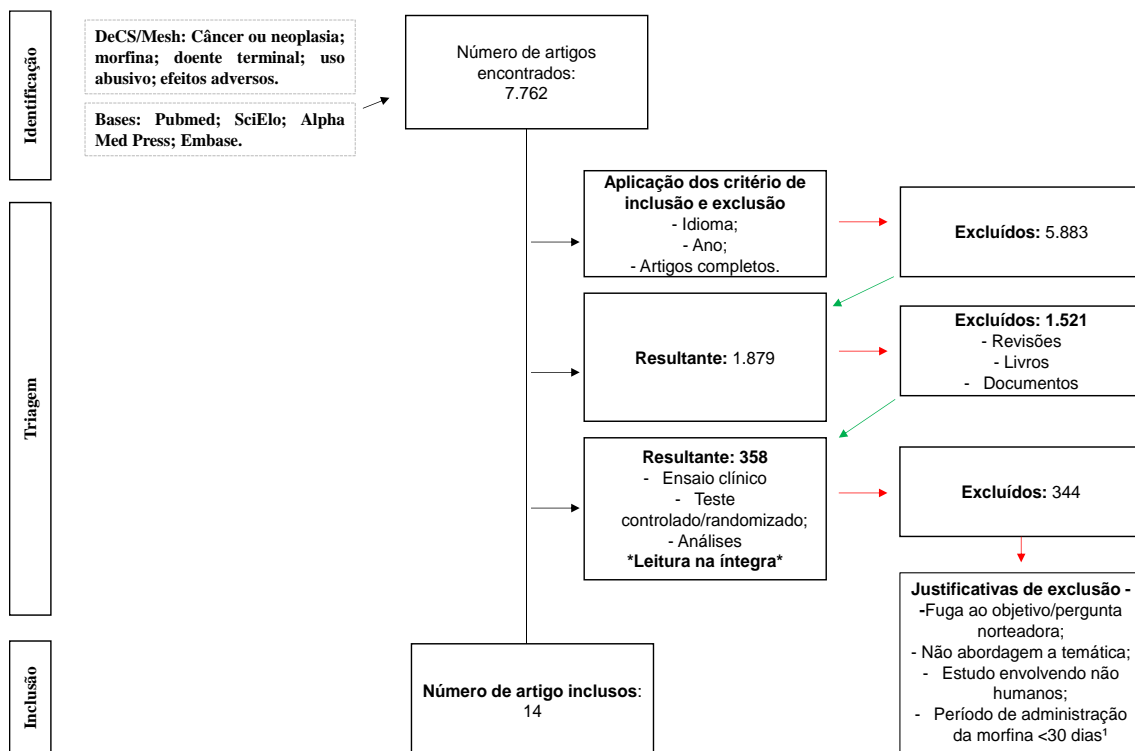 Identificação
DeCS/Mesh: Câncer ou neoplasia;
morfina; doente terminal; uso
abusivo; efeitos adversos.
Bases: Pubmed; SciElo; Alpha
Med Press; Embase.
Número de artigos
encontrados:
7.762
Triagem
Aplicação dos critério de
inclusão e exclusão
- Idioma;
- Ano;
- Artigos completos.
Excluídos: 5.883
Resultante: 1.879
Excluídos: 1.521
- Revisões
- Livros
- Documentos
Resultante: 358
- Ensaio clínico
- Teste
controlado/randomizado;
- Análises
*Leitura na íntegra*
Excluídos: 344
Justificativas de exclusão -
-Fuga ao objetivo/pergunta
norteadora;
- Não abordagem a temática;
- Estudo envolvendo não
humanos;
- Período de administração
da morfina <30 dias¹
Inclusão
Número de artigo inclusos:
14